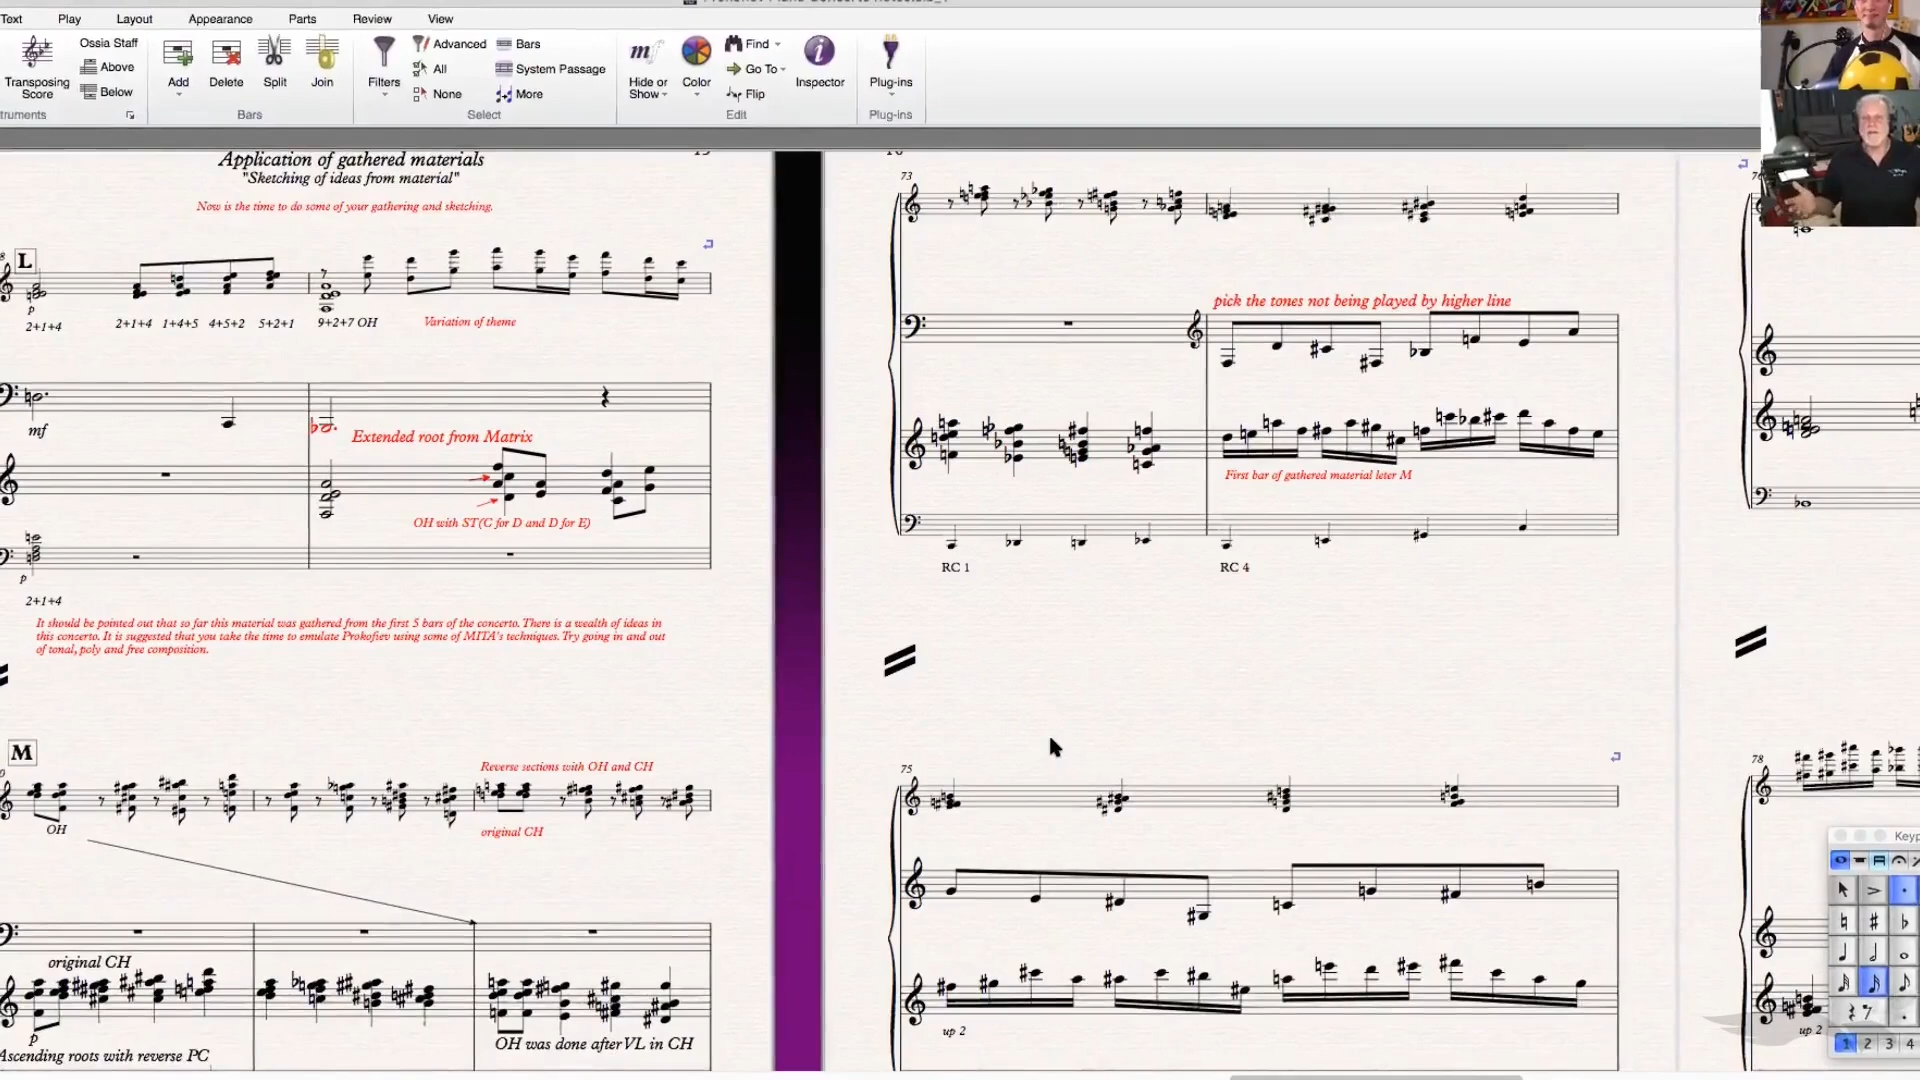 Text Play Layout Appearance Parts Review View
Transposing Score
Ossia Staff
Above
Below
Add
Delete
Split
Join
Filters
Advanced
All
None
Bars
System Passage
More
Hide or Show
Color
Find
Go To
Flip
Inspector
Plug-ins
Bars
Select
Edit
Plug-ins
Application of gathered materials
"Sketching of ideas from material"
Now is the time to do some of your gathering and sketching.
L
p
2+1+4
2+1+4 1+4+5 4+5+2 5+2+1 9+2+7 OH
Variation of theme
mf
Extended root from Matrix
OH with ST(C for D and D for E)
p
2+1+4
It should be pointed out that so far this material was gathered from the first 5 bars of the concerto. There is a wealth of ideas in
this concerto. It is suggested that you take the time to emulate Prokofiev using some of MITA's techniques. Try going in and out
of tonal, poly and free composition.
M
Reverse sections with OH and CH
OH
original CH
original CH
p
OH was done after VL in CH
Ascending roots with reverse PC
73
pick the tones not being played by higher line
First bar of gathered material leter M
RC 1
RC 4
75
up 2
78
up 2
1 2 3 4